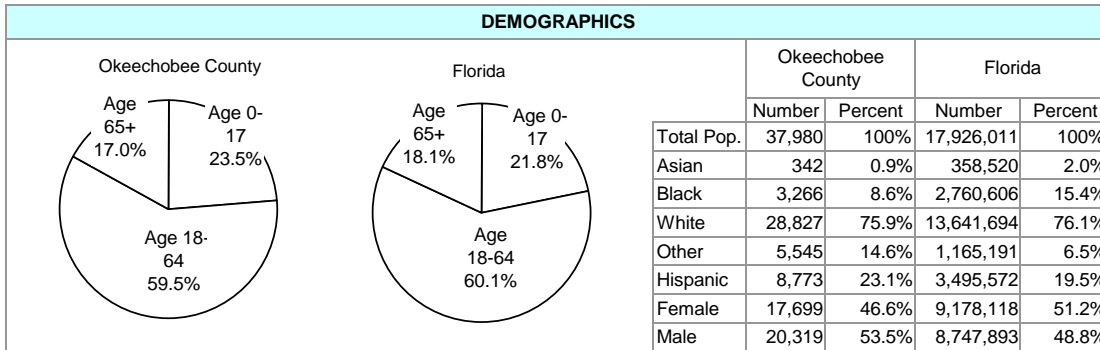 DEMOGRAPHICS
Okeechobee County
Age
65+
17.0%
Age 0-
17
23.5%
Age 18-
64
59.5%
Florida
Age
65+
18.1%
Age 0-
17
21.8%
Age
18-64
60.1%
Okeechobee
County
Florida
Number Percent Number Percent
Total Pop. 37,980 100% 17,926,011 100%
Asian 342 0.9% 358,520 2.0%
Black 3,266 8.6% 2,760,606 15.4%
White 28,827 75.9% 13,641,694 76.1%
Other 5,545 14.6% 1,165,191 6.5%
Hispanic 8,773 23.1% 3,495,572 19.5%
Female 17,699 46.6% 9,178,118 51.2%
Male 20,319 53.5% 8,747,893 48.8%